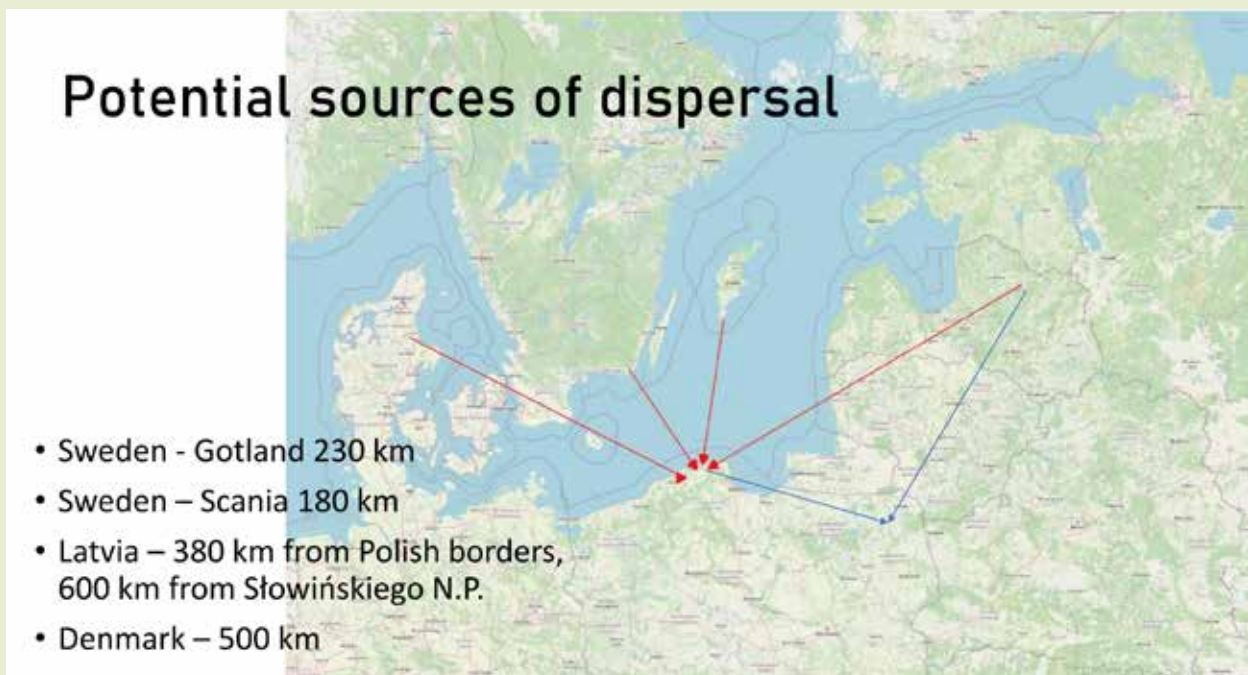 Potential sources of dispersal
• Sweden - Gotland 230 km
• Sweden – Scania 180 km
• Latvia – 380 km from Polish borders,
600 km from Słowińskiego N.P.
• Denmark – 500 km